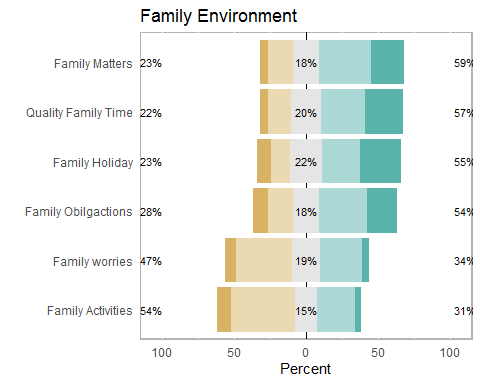 Family Environment
Family Matters 23% 18% 59%
Quality Family Time 22% 20% 57%
Family Holiday 23% 22% 55%
Family Obilgactions 28% 18% 54%
Family worries 47% 19% 34%
Family Activities 54% 15% 31%
100 50 0 50 100
Percent